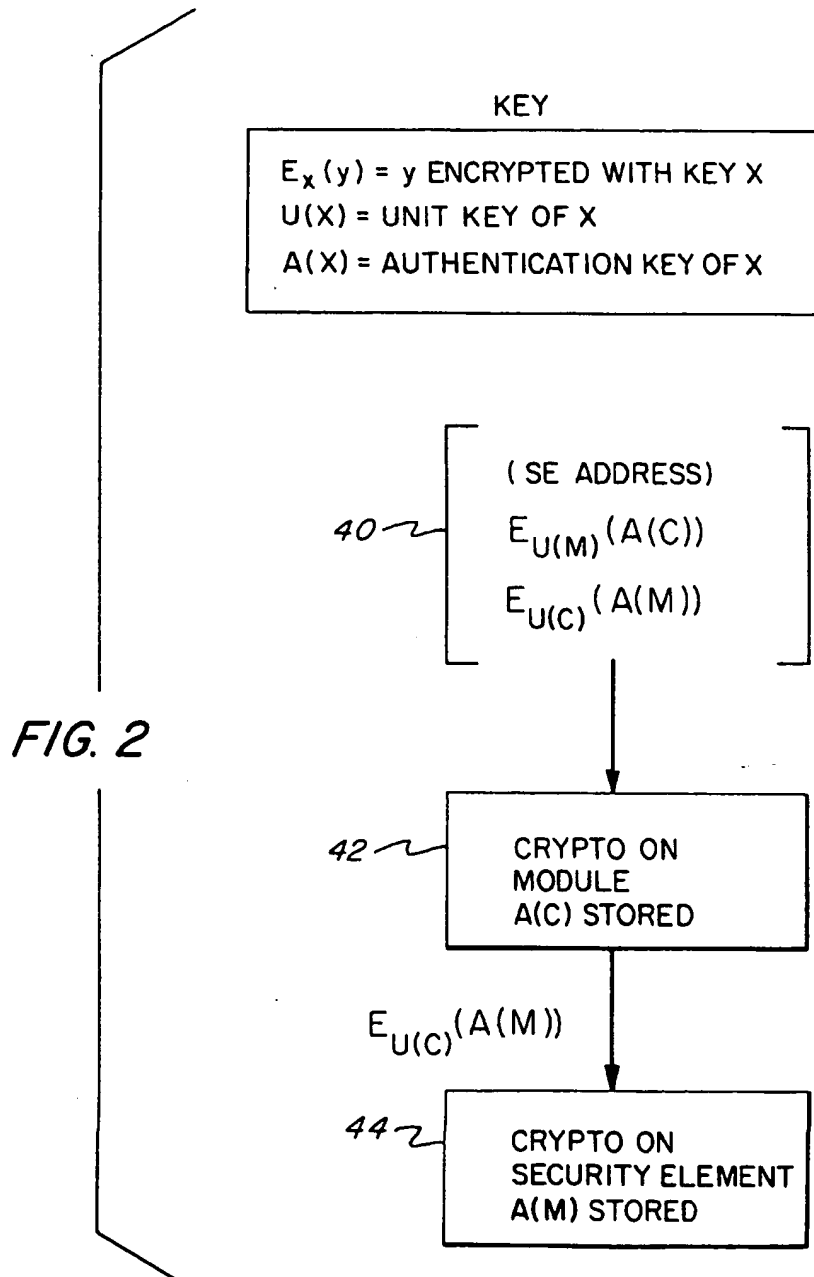 KEY
E_X(y) = y ENCRYPTED WITH KEY X
U(X) = UNIT KEY OF X
A(X) = AUTHENTICATION KEY OF X
(SE ADDRESS)
40
E_U(M)(A(C))
E_U(C)(A(M))
FIG. 2
42
CRYPTO ON
MODULE
A(C) STORED
E_U(C)(A(M))
44
CRYPTO ON
SECURITY ELEMENT
A(M) STORED